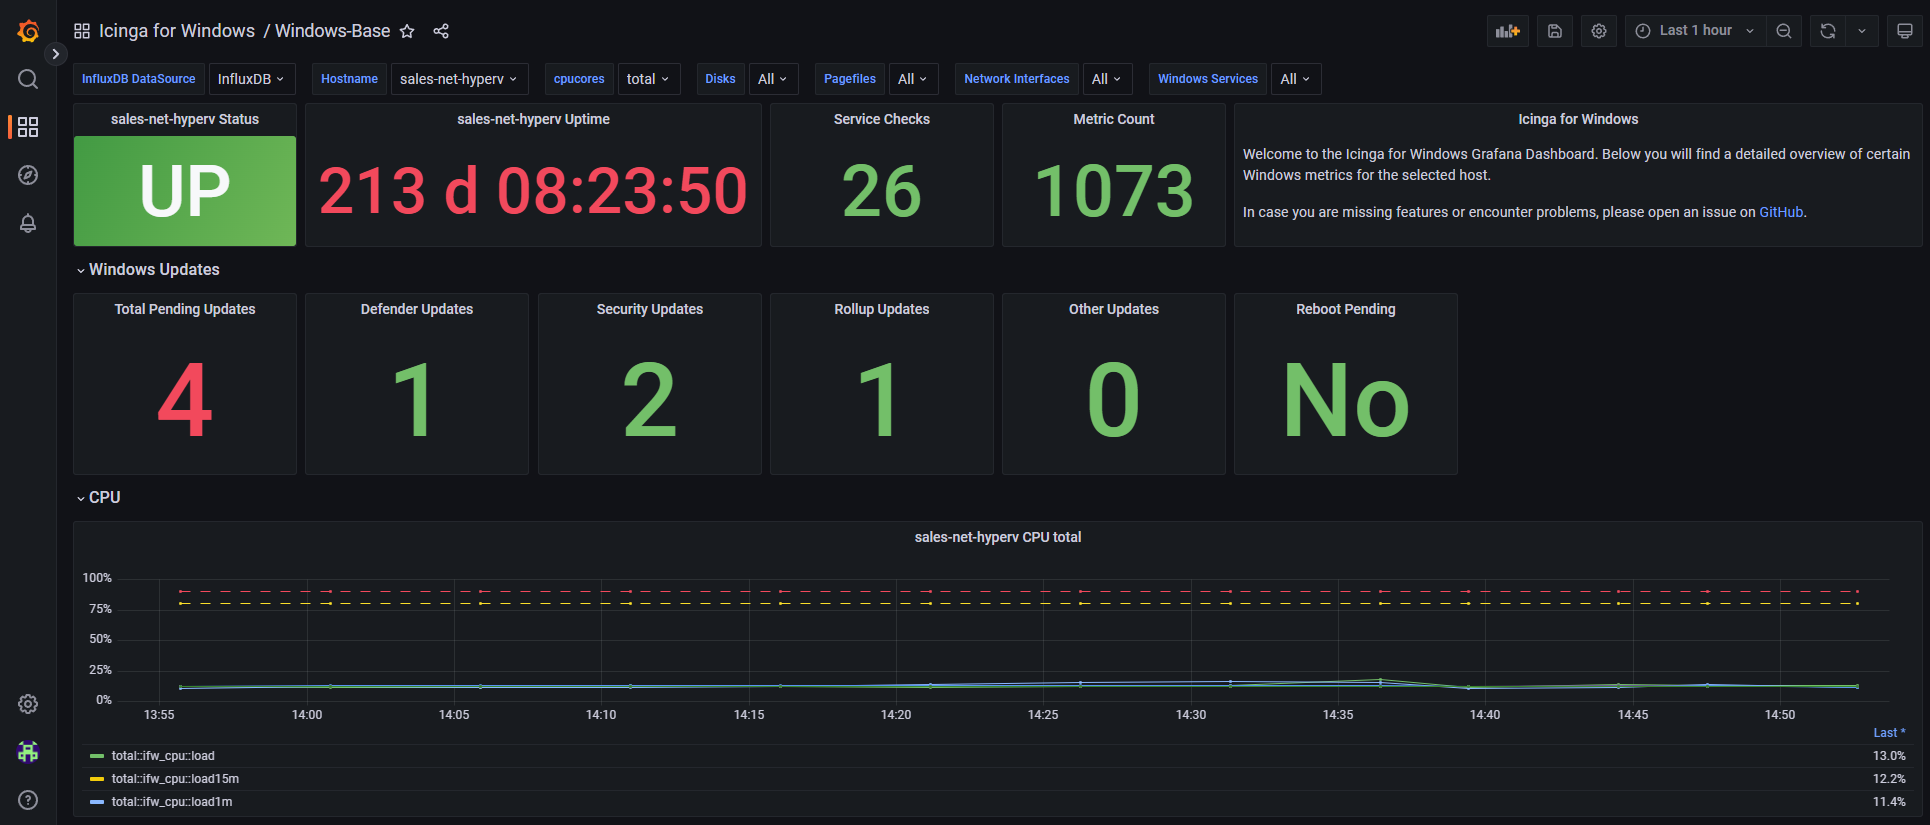 Icinga for Windows / Windows-Base
Last 1 hour
InfluxDB DataSource InfluxDB Hostname sales-net-hyperv cpucores total Disks All Pagefiles All Network Interfaces All Windows Services All
sales-net-hyperv Status
UP
sales-net-hyperv Uptime
213 d 08:23:50
Service Checks
26
Metric Count
1073
Icinga for Windows
Welcome to the Icinga for Windows Grafana Dashboard. Below you will find a detailed overview of certain
Windows metrics for the selected host.
In case you are missing features or encounter problems, please open an issue on GitHub.
Windows Updates
Total Pending Updates
4
Defender Updates
1
Security Updates
2
Rollup Updates
1
Other Updates
0
Reboot Pending
No
CPU
sales-net-hyperv CPU total
100%
75%
50%
25%
0%
13:55 14:00 14:05 14:10 14:15 14:20 14:25 14:30 14:35 14:40 14:45 14:50
Last *
total::ifw_cpu::load 13.0%
total::ifw_cpu::load15m 12.2%
total::ifw_cpu::load1m 11.4%